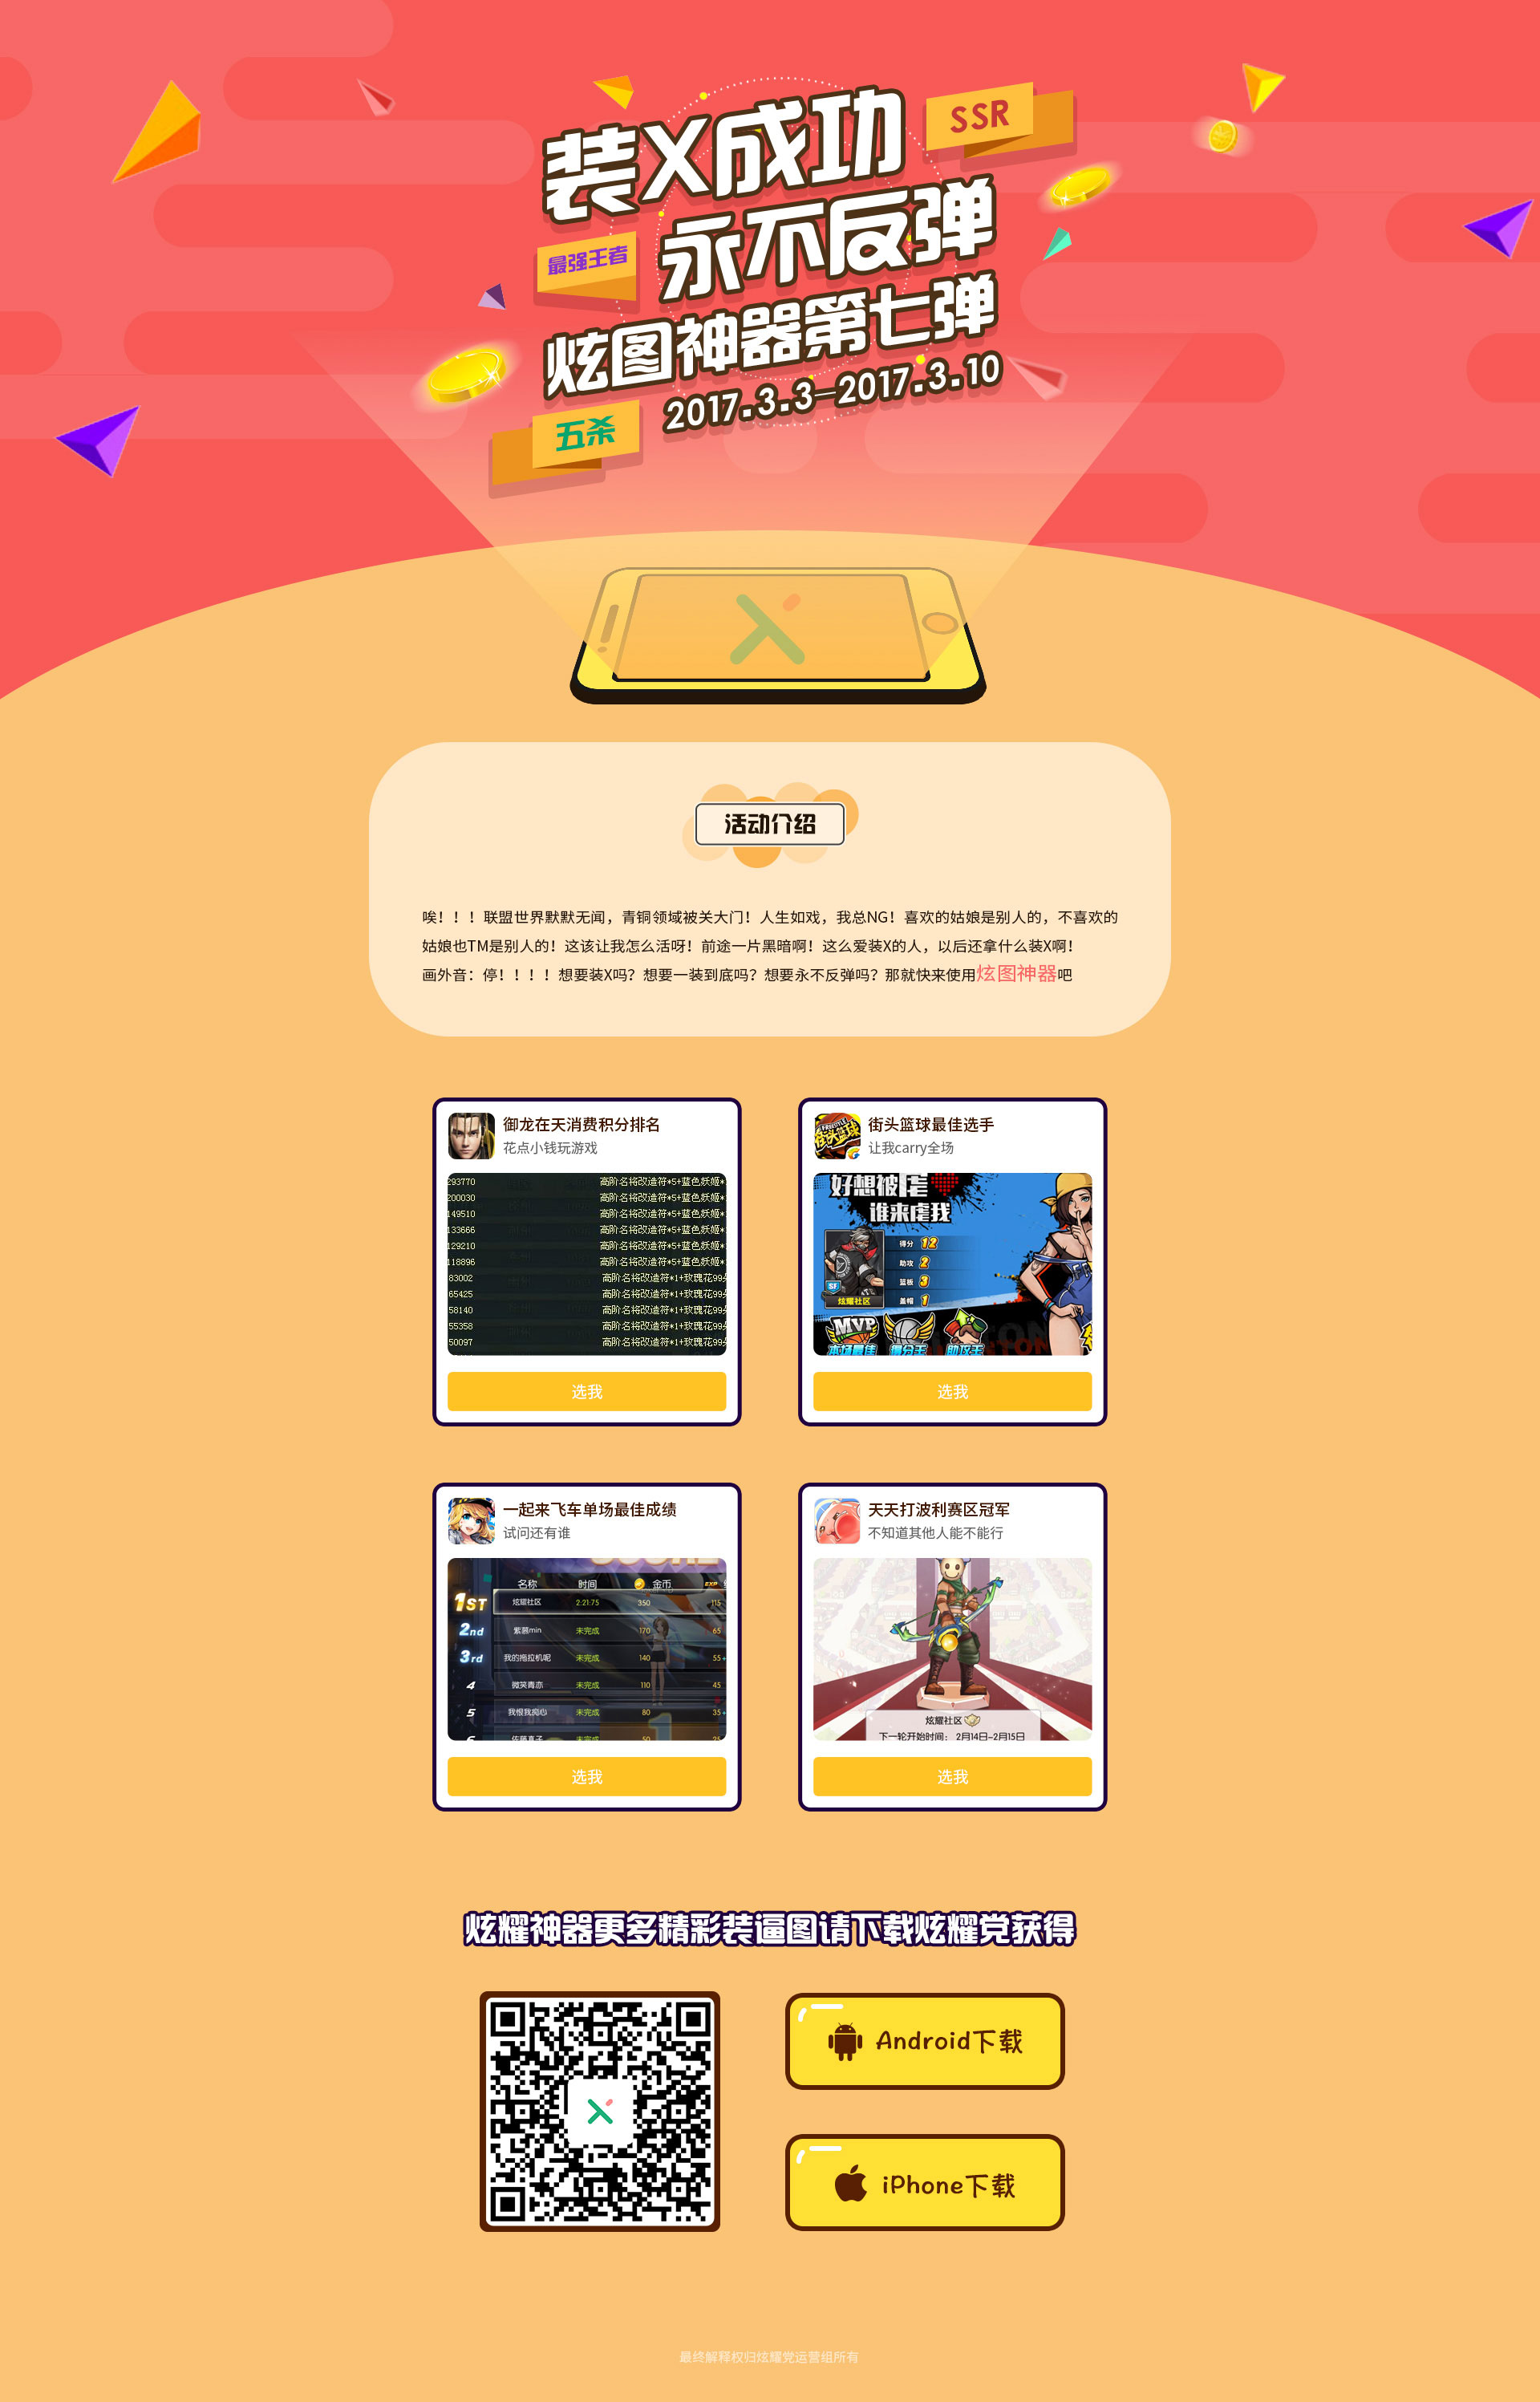 装X成功
SSR
永不反弹
最强王者
炫图神器第七弹
2017.3.3—2017.3.10
五杀
活动介绍
唉！！！联盟世界默默无闻，青铜领域被关大门！人生如戏，我总NG！喜欢的姑娘是别人的，不喜欢的
姑娘也TM是别人的！这该让我怎么活呀！前途一片黑暗啊！这么爱装X的人，以后还拿什么装X啊！
画外音：停！！！！想要装X吗？想要一装到底吗？想要永不反弹吗？那就快来使用炫图神器吧
御龙在天消费积分排名
花点小钱玩游戏
293770 高阶名将改造符*5+蓝色妖姬*
200030 高阶名将改造符*5+蓝色妖姬*
149510 高阶名将改造符*5+蓝色妖姬*
133666 高阶名将改造符*5+蓝色妖姬*
129210 高阶名将改造符*5+蓝色妖姬*
118896 高阶名将改造符*5+蓝色妖姬*
83002 高阶名将改造符*1+玫瑰花99朵
65425 高阶名将改造符*1+玫瑰花99朵
58140 高阶名将改造符*1+玫瑰花99朵
55358 高阶名将改造符*1+玫瑰花99朵
50097 高阶名将改造符*1+玫瑰花99朵
选我
街头篮球最佳选手
让我carry全场
街头篮球
好想被虐
谁来虐我
得分 12
助攻 2
篮板 3
盖帽 1
SF
炫耀社区
MVP
本场最佳 得分王 助攻王
选我
一起来飞车单场最佳成绩
试问还有谁
名称 时间 金币 EXP
1ST 炫耀社区 2:21:75 350 115
2nd 紫慕min 未完成 170 65
3rd 我的拖拉机呢 未完成 140 55
4 微笑青亦 未完成 110 45
5 我恨我痴心 未完成 80 35
6 佐藤真子 未完成 50 25
选我
天天打波利赛区冠军
不知道其他人能不能行
炫耀社区
下一轮开始时间： 2月14日-2月15日
选我
炫耀神器更多精彩装逼图请下载炫耀党获得
Android下载
iPhone下载
最终解释权归炫耀党运营组所有